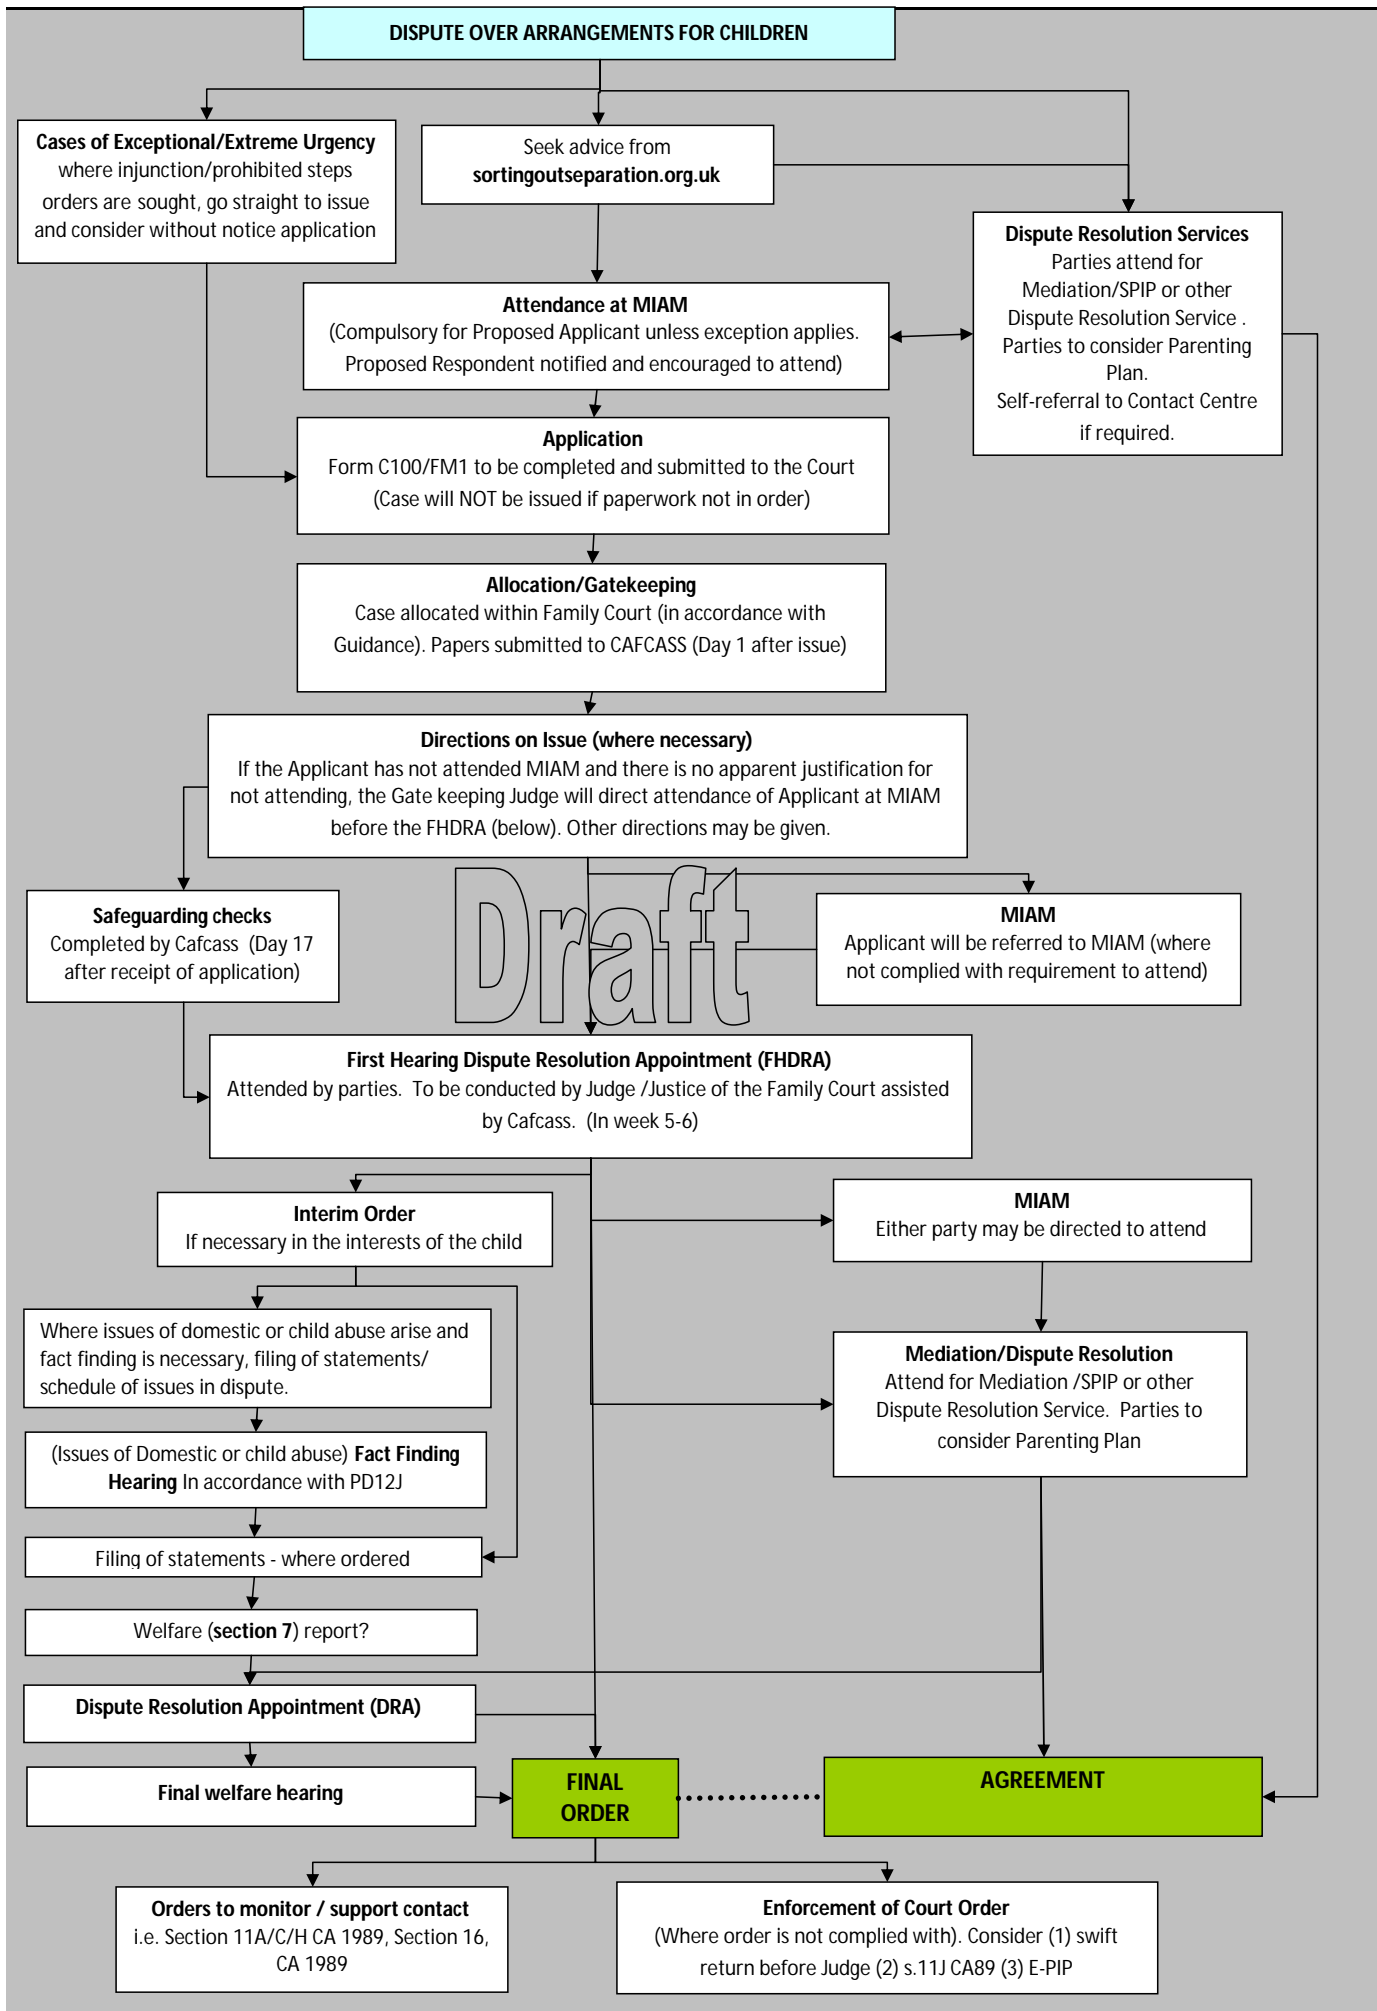 DISPUTE OVER ARRANGEMENTS FOR CHILDREN
Cases of Exceptional/Extreme Urgency
where injunction/prohibited steps
orders are sought, go straight to issue
and consider without notice application
Seek advice from
sortingoutseparation.org.uk
Dispute Resolution Services
Parties attend for
Mediation/SPIP or other
Dispute Resolution Service .
Parties to consider Parenting
Plan.
Self-referral to Contact Centre
if required.
Attendance at MIAM
(Compulsory for Proposed Applicant unless exception applies.
Proposed Respondent notified and encouraged to attend)
Application
Form C100/FM1 to be completed and submitted to the Court
(Case will NOT be issued if paperwork not in order)
Allocation/Gatekeeping
Case allocated within Family Court (in accordance with
Guidance). Papers submitted to CAFCASS (Day 1 after issue)
Directions on Issue (where necessary)
If the Applicant has not attended MIAM and there is no apparent justification for
not attending, the Gate keeping Judge will direct attendance of Applicant at MIAM
before the FHDRA (below). Other directions may be given.
Draft
Safeguarding checks
Completed by Cafcass (Day 17
after receipt of application)
MIAM
Applicant will be referred to MIAM (where
not complied with requirement to attend)
First Hearing Dispute Resolution Appointment (FHDRA)
Attended by parties. To be conducted by Judge /Justice of the Family Court assisted
by Cafcass. (In week 5-6)
Interim Order
If necessary in the interests of the child
MIAM
Either party may be directed to attend
Where issues of domestic or child abuse arise and
fact finding is necessary, filing of statements/
schedule of issues in dispute.
Mediation/Dispute Resolution
Attend for Mediation /SPIP or other
Dispute Resolution Service. Parties to
consider Parenting Plan
(Issues of Domestic or child abuse) Fact Finding
Hearing In accordance with PD12J
Filing of statements - where ordered
Welfare (section 7) report?
Dispute Resolution Appointment (DRA)
Final welfare hearing
FINAL
ORDER
AGREEMENT
Orders to monitor / support contact
i.e. Section 11A/C/H CA 1989, Section 16,
CA 1989
Enforcement of Court Order
(Where order is not complied with). Consider (1) swift
return before Judge (2) s.11J CA89 (3) E-PIP